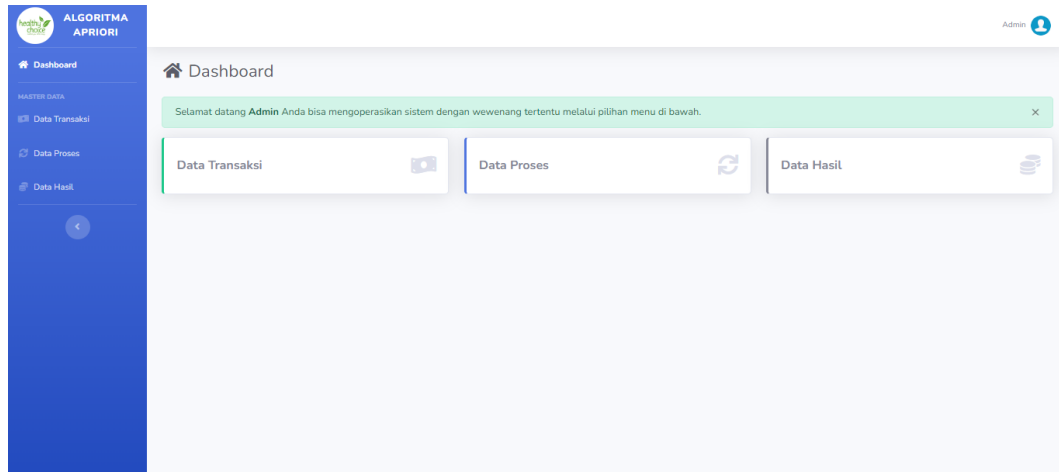 healthy choice
ALGORITMA
APRIORI
Admin
Dashboard
MASTER DATA
Data Transaksi
Data Proses
Data Hasil
Dashboard
Selamat datang Admin Anda bisa mengoperasikan sistem dengan wewenang tertentu melalui pilihan menu di bawah.
Data Transaksi
Data Proses
Data Hasil